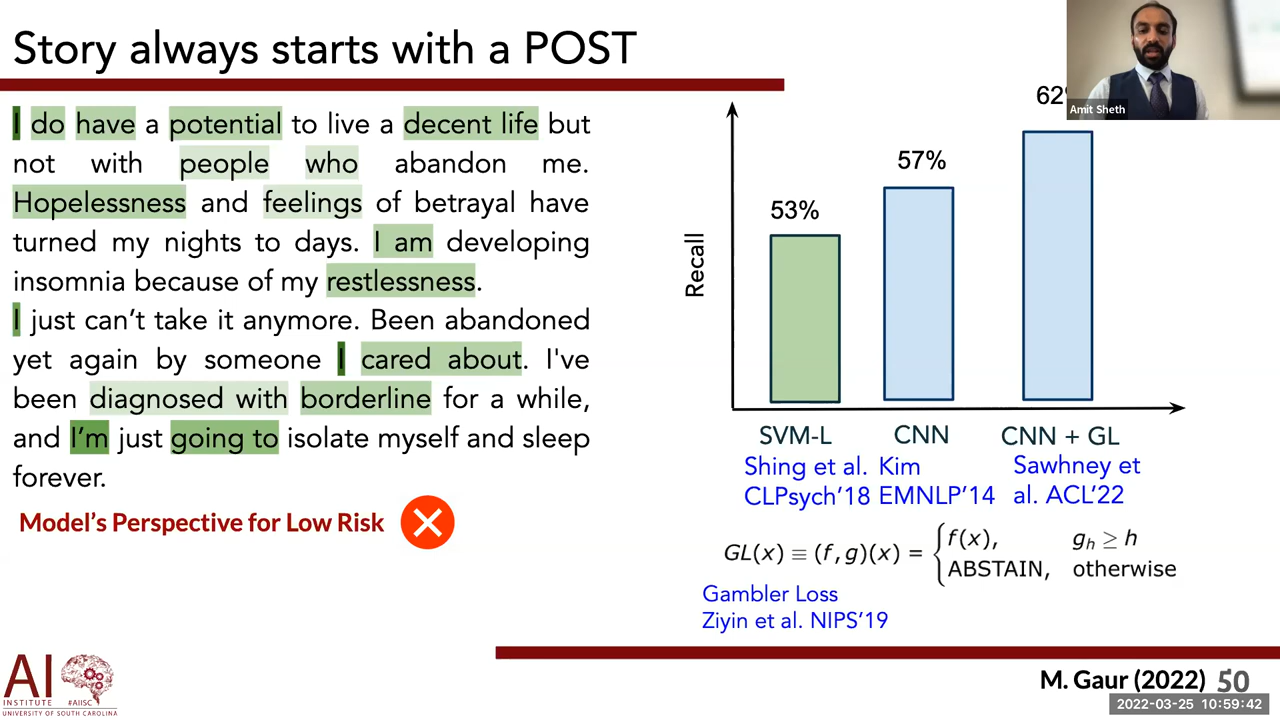 Story always starts with a POST
I do have a potential to live a decent life but
not with people who abandon me.
Hopelessness and feelings of betrayal have
turned my nights to days. I am developing
insomnia because of my restlessness.
I just can’t take it anymore. Been abandoned
yet again by someone I cared about. I've
been diagnosed with borderline for a while,
and I’m just going to isolate myself and sleep
forever.
Model’s Perspective for Low Risk
Amit Sheth
Recall
53%
57%
62
SVM-L
CNN
CNN + GL
Shing et al.
CLPsych’18
Kim
EMNLP’14
Sawhney et
al. ACL’22
GL(x) ≡ (f, g)(x) = { f(x), gₕ ≥ h
ABSTAIN, otherwise
Gambler Loss
Ziyin et al. NIPS’19
AI
INSTITUTE #AIISC
UNIVERSITY OF SOUTH CAROLINA
M. Gaur (2022) 50
2022-03-25 10:59:42